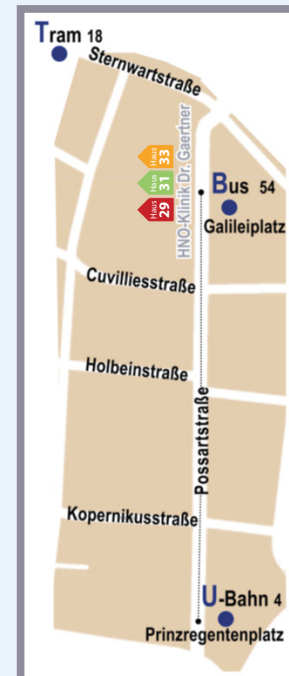 Tram 18
Sternwartstraße
Haus 33
Haus 31
Haus 29
HNO-Klinik Dr. Gaertner
Bus 54
Galileiplatz
Cuvilliesstraße
Holbeinstraße
Possartstraße
Kopernikusstraße
U-Bahn 4
Prinzregentenplatz